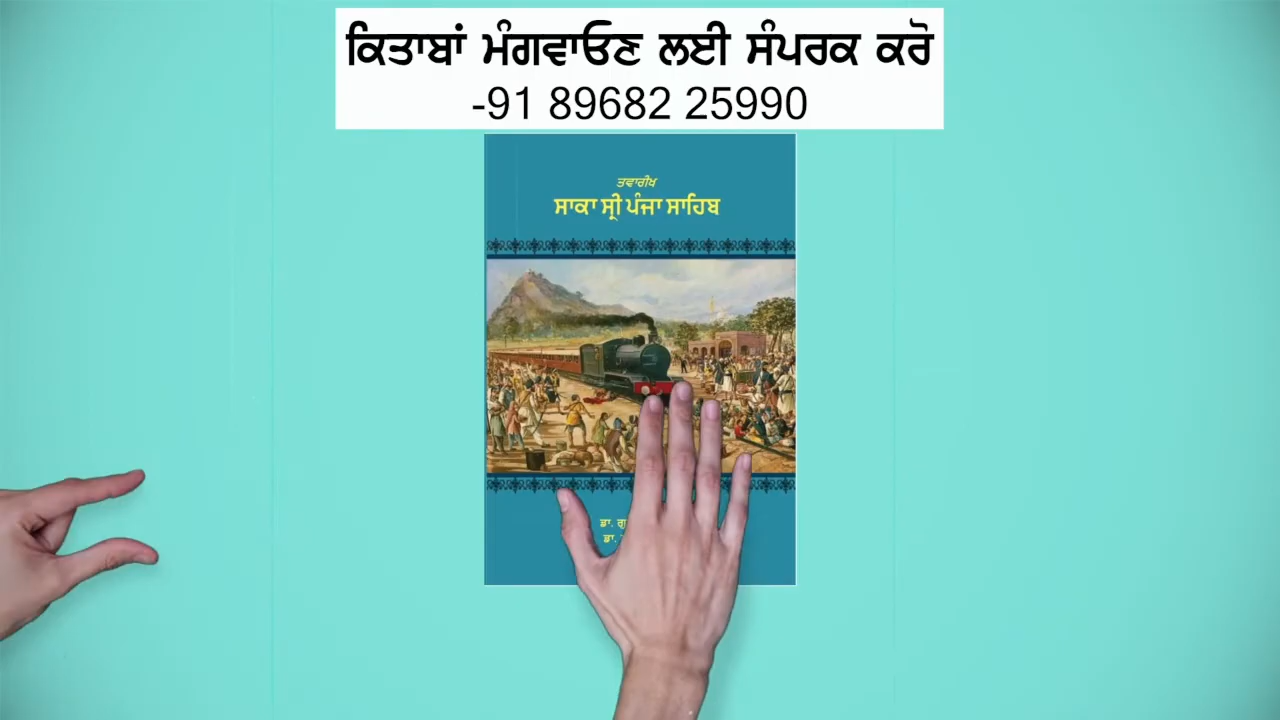 ਕਿਤਾਬਾਂ ਮੰਗਵਾਓਣ ਲਈ ਸੰਪਰਕ ਕਰੋ
-91 89682 25990
ਤਵਾਰੀਖ
ਸਾਕਾ ਸ੍ਰੀ ਪੰਜਾ ਸਾਹਿਬ
ਡਾ.
ਡਾ.